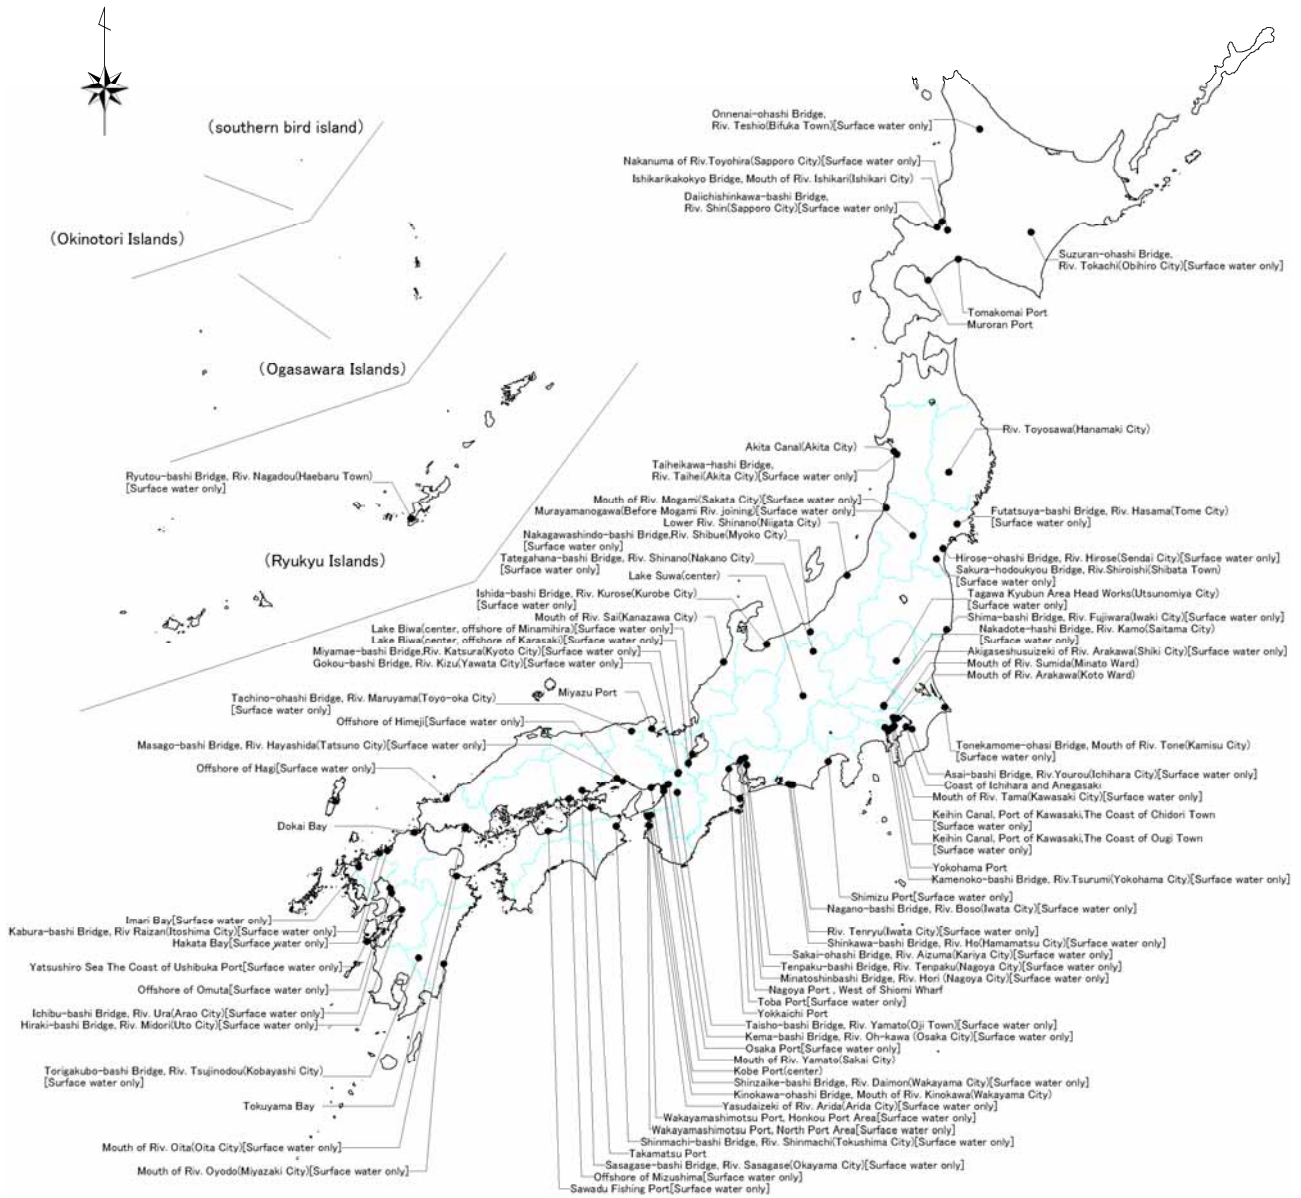 (southern bird island)
(Okinotori Islands)
(Ogasawara Islands)
(Ryukyu Islands)
Ryutou-bashi Bridge, Riv. Nagadou(Haebaru Town)
[Surface water only]
Onnenai-ohashi Bridge,
Riv. Teshio(Bifuka Town)[Surface water only]
Nakanuma of Riv.Toyohira(Sapporo City)[Surface water only]
Ishikarikakokyo Bridge, Mouth of Riv. Ishikari(Ishikari City)
Daiichishinkawa-bashi Bridge,
Riv. Shin(Sapporo City)[Surface water only]
Suzuran-ohashi Bridge,
Riv. Tokachi(Obihiro City)[Surface water only]
Tomakomai Port
Muroran Port
Riv. Toyosawa(Hanamaki City)
Akita Canal(Akita City)
Taiheikawa-hashi Bridge,
Riv. Taihei(Akita City)[Surface water only]
Mouth of Riv. Mogami(Sakata City)[Surface water only]
Murayamanogawa(Before Mogami Riv. joining)[Surface water only]
Lower Riv. Shinano(Niigata City)
Nakagawashindo-bashi Bridge,Riv. Shibue(Myoko City)
[Surface water only]
Tategahana-bashi Bridge, Riv. Shinano(Nakano City)
[Surface water only]
Lake Suwa(center)
Ishida-bashi Bridge, Riv. Kurose(Kurobe City)
[Surface water only]
Mouth of Riv. Sai(Kanazawa City)
Lake Biwa(center, offshore of Minamihira)[Surface water only]
Lake Biwa(center, offshore of Karasaki)[Surface water only]
Miyamae-bashi Bridge,Riv. Katsura(Kyoto City)[Surface water only]
Gokou-bashi Bridge, Riv. Kizu(Yawata City)[Surface water only]
Miyazu Port
Tachino-ohashi Bridge, Riv. Maruyama(Toyo-oka City)
[Surface water only]
Offshore of Himeji[Surface water only]
Masago-bashi Bridge, Riv. Hayashida(Tatsuno City)[Surface water only]
Offshore of Hagi[Surface water only]
Dokai Bay
Futatsuya-bashi Bridge, Riv. Hasama(Tome City)
[Surface water only]
Hirose-ohashi Bridge, Riv. Hirose(Sendai City)[Surface water only]
Sakura-hodoukyou Bridge, Riv.Shiroishi(Shibata Town)
[Surface water only]
Tagawa Kyubun Area Head Works(Utsunomiya City)
[Surface water only]
Shima-bashi Bridge, Riv. Fujiwara(Iwaki City)[Surface water only]
Nakadote-hashi Bridge, Riv. Kamo(Saitama City)
[Surface water only]
Akigaseshusuizeki of Riv. Arakawa(Shiki City)[Surface water only]
Mouth of Riv. Sumida(Minato Ward)
Mouth of Riv. Arakawa(Koto Ward)
Tonekamome-ohasi Bridge, Mouth of Riv. Tone(Kamisu City)
[Surface water only]
Asai-bashi Bridge, Riv.Yourou(Ichihara City)[Surface water only]
Coast of Ichihara and Anegasaki
Mouth of Riv. Tama(Kawasaki City)[Surface water only]
Keihin Canal, Port of Kawasaki,The Coast of Chidori Town
[Surface water only]
Keihin Canal, Port of Kawasaki,The Coast of Ougi Town
[Surface water only]
Yokohama Port
Kamenoko-bashi Bridge, Riv.Tsurumi(Yokohama City)[Surface water only]
Shimizu Port[Surface water only]
Nagano-bashi Bridge, Riv. Boso(Iwata City)[Surface water only]
Riv. Tenryu(Iwata City)[Surface water only]
Shinkawa-bashi Bridge, Riv. Ho(Hamamatsu City)[Surface water only]
Sakai-ohashi Bridge, Riv. Aizuma(Kariya City)[Surface water only]
Tenpaku-bashi Bridge, Riv. Tenpaku(Nagoya City)[Surface water only]
Minatoshinbashi Bridge, Riv. Hori (Nagoya City)[Surface water only]
Nagoya Port , West of Shiomi Wharf
Toba Port[Surface water only]
Yokkaichi Port
Taisho-bashi Bridge, Riv. Yamato(Oji Town)[Surface water only]
Kema-bashi Bridge, Riv. Oh-kawa (Osaka City)[Surface water only]
Osaka Port[Surface water only]
Mouth of Riv. Yamato(Sakai City)
Kobe Port(center)
Shinzaike-bashi Bridge, Riv. Daimon(Wakayama City)[Surface water only]
Kinokawa-ohashi Bridge, Mouth of Riv. Kinokawa(Wakayama City)
Yasudaizeki of Riv. Arida(Arida City)[Surface water only]
Wakayamashimotsu Port, Honkou Port Area[Surface water only]
Wakayamashimotsu Port, North Port Area[Surface water only]
Shinmachi-bashi Bridge, Riv. Shinmachi(Tokushima City)[Surface water only]
Takamatsu Port
Sasagase-bashi Bridge, Riv. Sasagase(Okayama City)[Surface water only]
Offshore of Mizushima[Surface water only]
Sawadu Fishing Port[Surface water only]
Imari Bay[Surface water only]
Kabura-bashi Bridge, Riv Raizan(Itoshima City)[Surface water only]
Hakata Bay[Surface water only]
Yatsushiro Sea The Coast of Ushibuka Port[Surface water only]
Offshore of Omuta[Surface water only]
Ichibu-bashi Bridge, Riv. Ura(Arao City)[Surface water only]
Hiraki-bashi Bridge, Riv. Midori(Uto City)[Surface water only]
Torigakubo-bashi Bridge, Riv. Tsujinodou(Kobayashi City)
[Surface water only]
Tokuyama Bay
Mouth of Riv. Oita(Oita City)[Surface water only]
Mouth of Riv. Oyodo(Miyazaki City)[Surface water only]